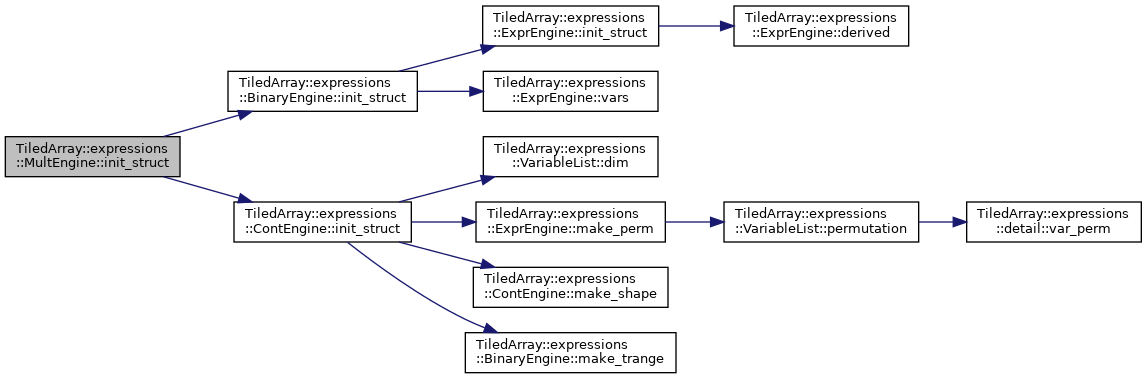 TiledArray::expressions
::MultEngine::init_struct
TiledArray::expressions
::BinaryEngine::init_struct
TiledArray::expressions
::ExprEngine::init_struct
TiledArray::expressions
::ExprEngine::derived
TiledArray::expressions
::ExprEngine::vars
TiledArray::expressions
::ContEngine::init_struct
TiledArray::expressions
::VariableList::dim
TiledArray::expressions
::ExprEngine::make_perm
TiledArray::expressions
::VariableList::permutation
TiledArray::expressions
::detail::var_perm
TiledArray::expressions
::ContEngine::make_shape
TiledArray::expressions
::BinaryEngine::make_trange